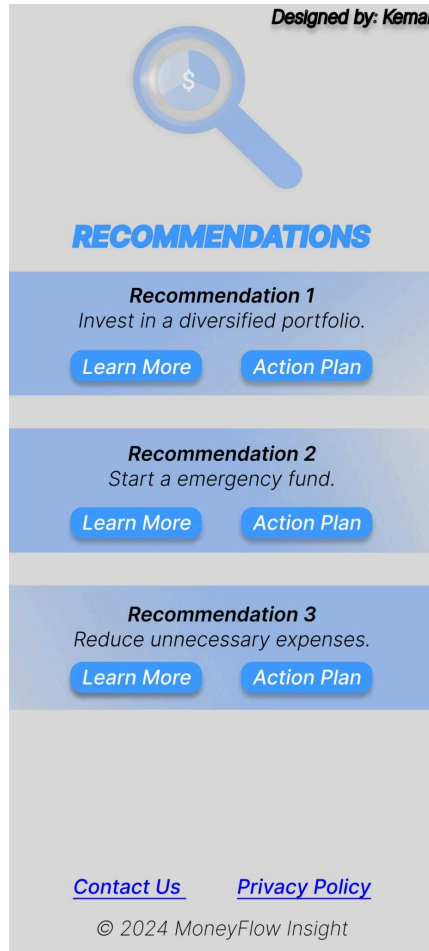 Designed by: Kema
$
RECOMMENDATIONS
Recommendation 1
Invest in a diversified portfolio.
Learn More Action Plan
Recommendation 2
Start a emergency fund.
Learn More Action Plan
Recommendation 3
Reduce unnecessary expenses.
Learn More Action Plan
Contact Us Privacy Policy
© 2024 MoneyFlow Insight